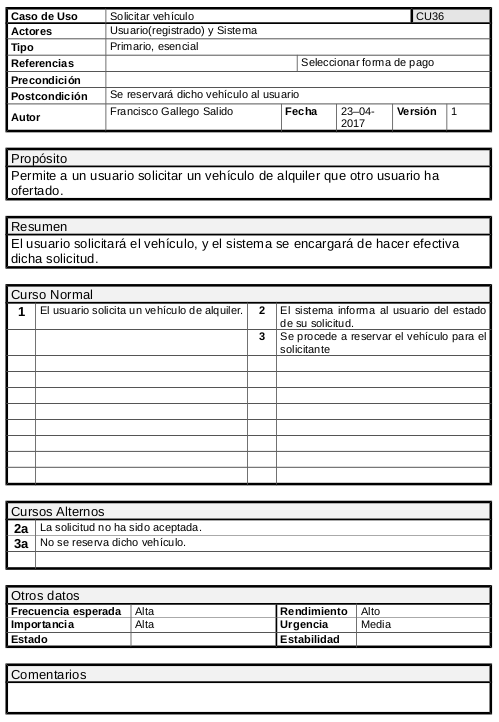 Caso de Uso Solicitar vehículo CU36
Actores Usuario(registrado) y Sistema
Tipo Primario, esencial
Referencias Seleccionar forma de pago
Precondición
Postcondición Se reservará dicho vehículo al usuario
Autor Francisco Gallego Salido Fecha 23–04-
2017 Versión 1
Propósito
Permite a un usuario solicitar un vehículo de alquiler que otro usuario ha
ofertado.
Resumen
El usuario solicitará el vehículo, y el sistema se encargará de hacer efectiva
dicha solicitud.
Curso Normal
1 El usuario solicita un vehículo de alquiler. 2 El sistema informa al usuario del estado
de su solicitud.
3 Se procede a reservar el vehículo para el
solicitante
Cursos Alternos
2a La solicitud no ha sido aceptada.
3a No se reserva dicho vehículo.
Otros datos
Frecuencia esperada Alta Rendimiento Alto
Importancia Alta Urgencia Media
Estado Estabilidad
Comentarios